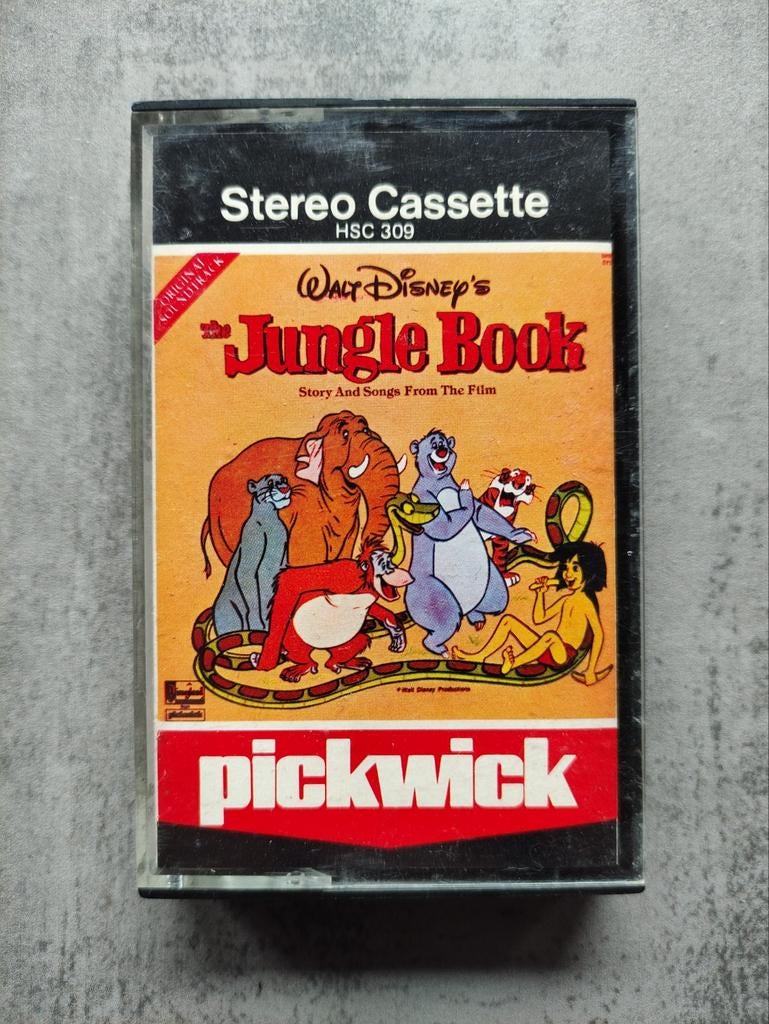 Stereo Cassette
HSC 309
ORIGINAL
SOUNDTRACK
WALT DISNEY'S
the Jungle Book
Story And Songs From The Film
Disneyland
© Walt Disney Productions
pickwick